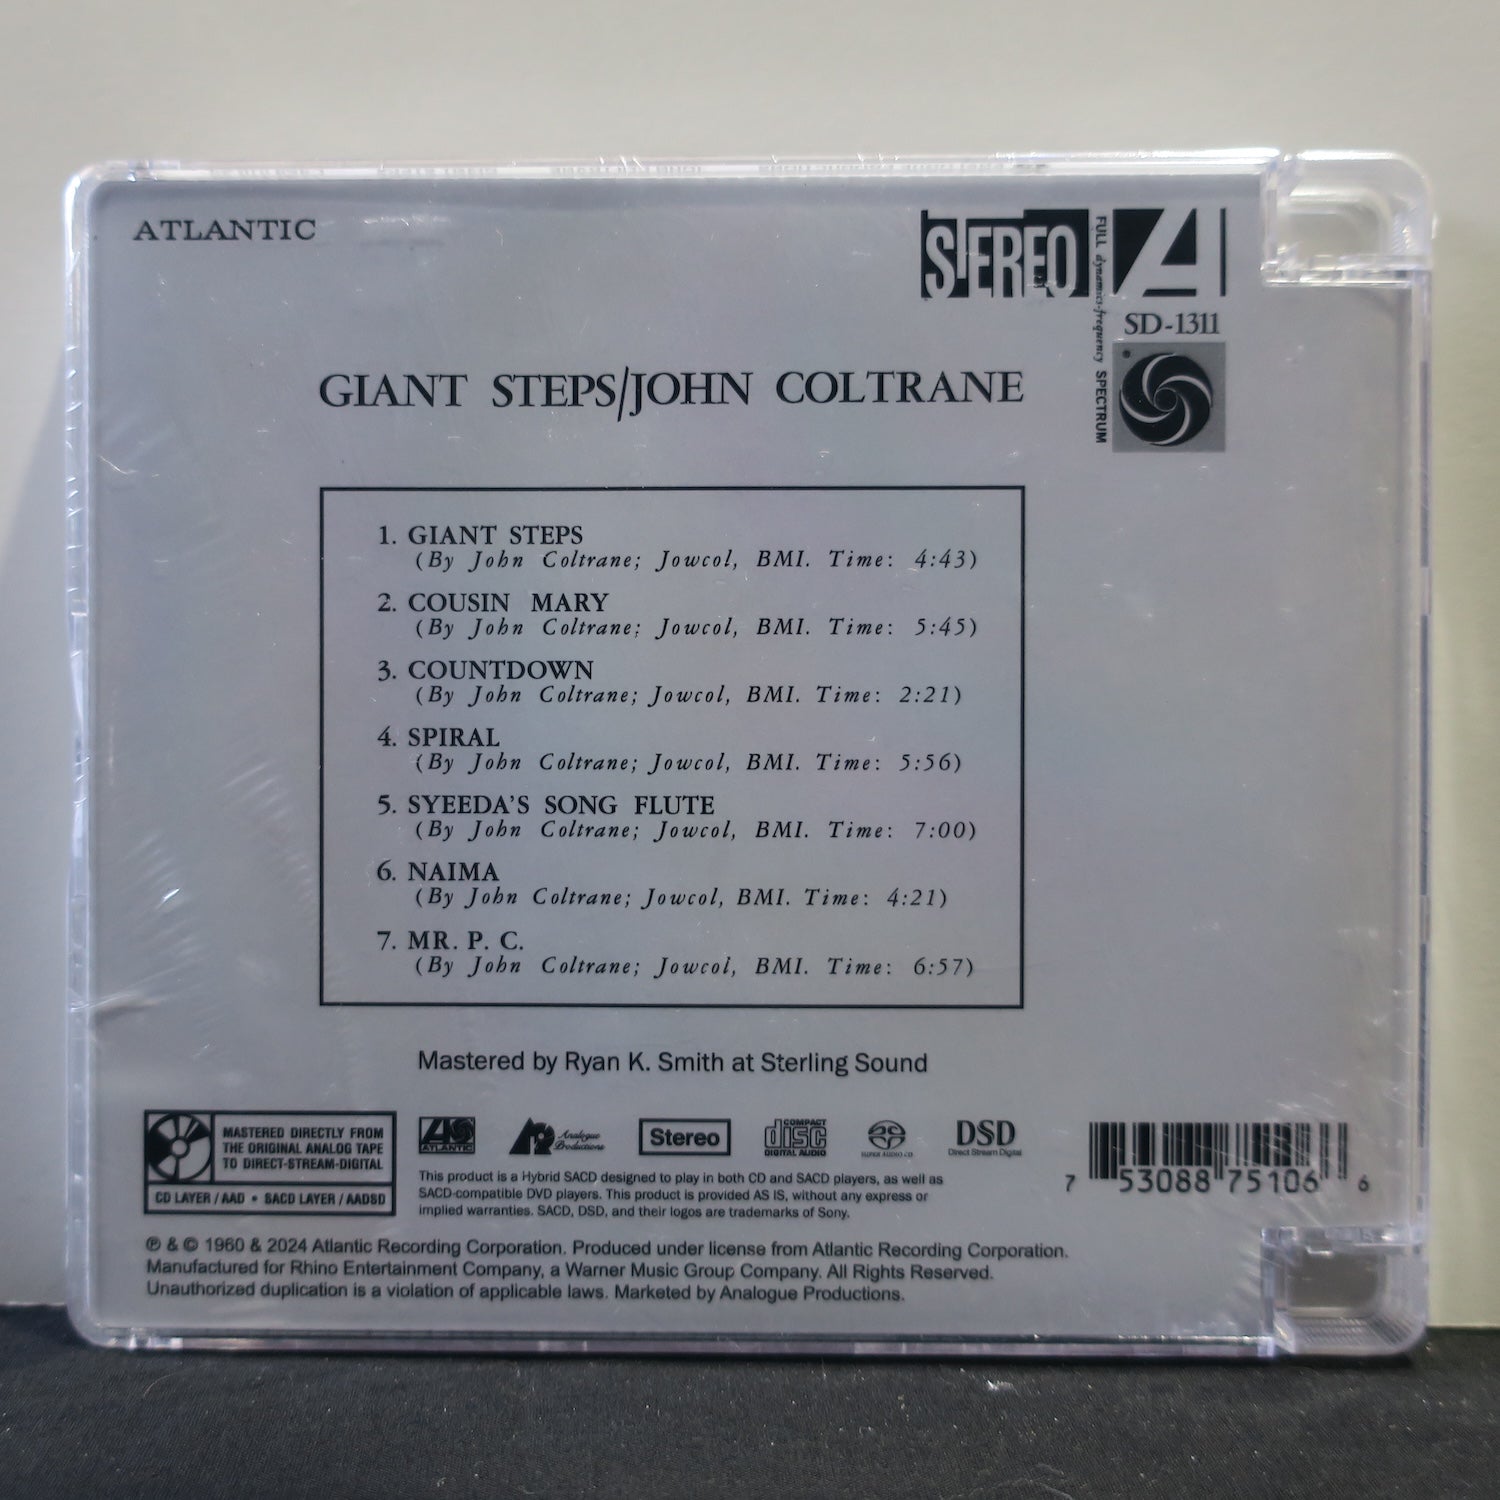 ATLANTIC
STEREO
FULL dynamics-frequency SPECTRUM
SD-1311
GIANT STEPS/JOHN COLTRANE
1. GIANT STEPS
(By John Coltrane; Jowcol, BMI. Time: 4:43)
2. COUSIN MARY
(By John Coltrane; Jowcol, BMI. Time: 5:45)
3. COUNTDOWN
(By John Coltrane; Jowcol, BMI. Time: 2:21)
4. SPIRAL
(By John Coltrane; Jowcol, BMI. Time: 5:56)
5. SYEEDA'S SONG FLUTE
(By John Coltrane; Jowcol, BMI. Time: 7:00)
6. NAIMA
(By John Coltrane; Jowcol, BMI. Time: 4:21)
7. MR. P. C.
(By John Coltrane; Jowcol, BMI. Time: 6:57)
Mastered by Ryan K. Smith at Sterling Sound
MASTERED DIRECTLY FROM
THE ORIGINAL ANALOG TAPE
TO DIRECT-STREAM-DIGITAL
CD LAYER / AAD • SACD LAYER / AADSD
ATLANTIC
Analogue
Productions
Stereo
COMPACT
disc
DIGITAL AUDIO
SUPER AUDIO CD
DSD
Direct Stream Digital
This product is a Hybrid SACD designed to play in both CD and SACD players, as well as
SACD-compatible DVD players. This product is provided AS IS, without any express or
implied warranties. SACD, DSD, and their logos are trademarks of Sony.
7 53088 75106 6
℗ & © 1960 & 2024 Atlantic Recording Corporation. Produced under license from Atlantic Recording Corporation.
Manufactured for Rhino Entertainment Company, a Warner Music Group Company. All Rights Reserved.
Unauthorized duplication is a violation of applicable laws. Marketed by Analogue Productions.